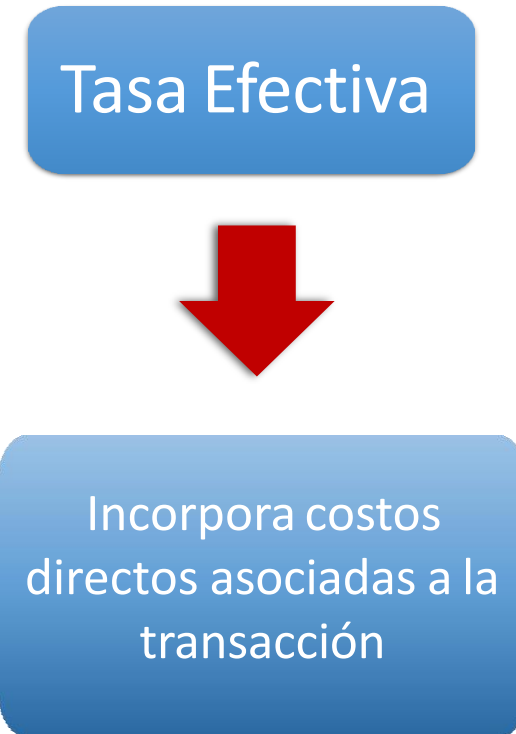 Tasa Efectiva
Incorpora costos
directos asociadas a la
transacción